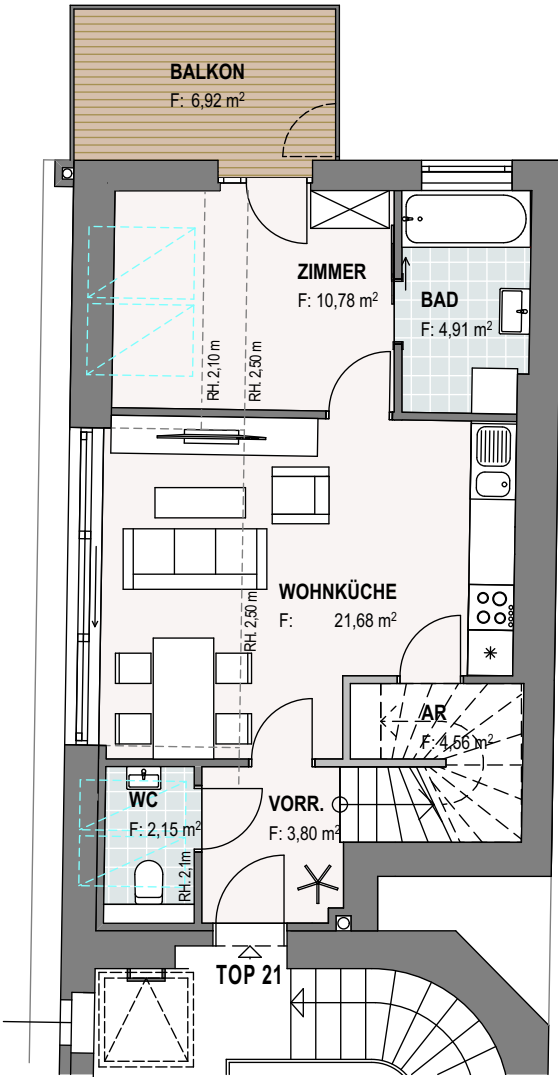 BALKON
F: 6,92 m²
ZIMMER
F: 10,78 m²
BAD
F: 4,91 m²
RH. 2,10 m
RH. 2,50 m
WOHNKÜCHE
F: 21,68 m²
RH. 2,50 m
AR
F: 4,56 m²
WC
F: 2,15 m²
VORR.
F: 3,80 m²
RH. 2,1m
TOP 21